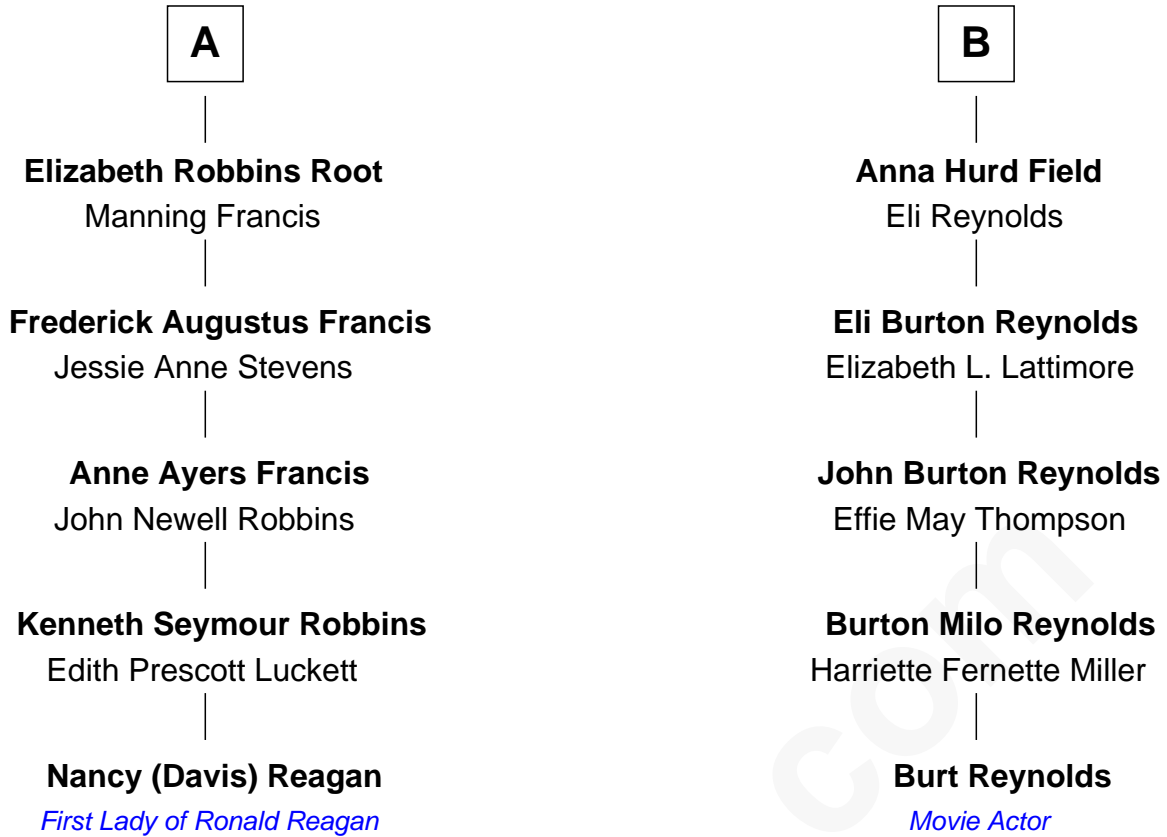 A
Elizabeth Robbins Root
Manning Francis
Frederick Augustus Francis
Jessie Anne Stevens
Anne Ayers Francis
John Newell Robbins
Kenneth Seymour Robbins
Edith Prescott Luckett
Nancy (Davis) Reagan
First Lady of Ronald Reagan
B
Anna Hurd Field
Eli Reynolds
Eli Burton Reynolds
Elizabeth L. Lattimore
John Burton Reynolds
Effie May Thompson
Burton Milo Reynolds
Harriette Fernette Miller
Burt Reynolds
Movie Actor
com